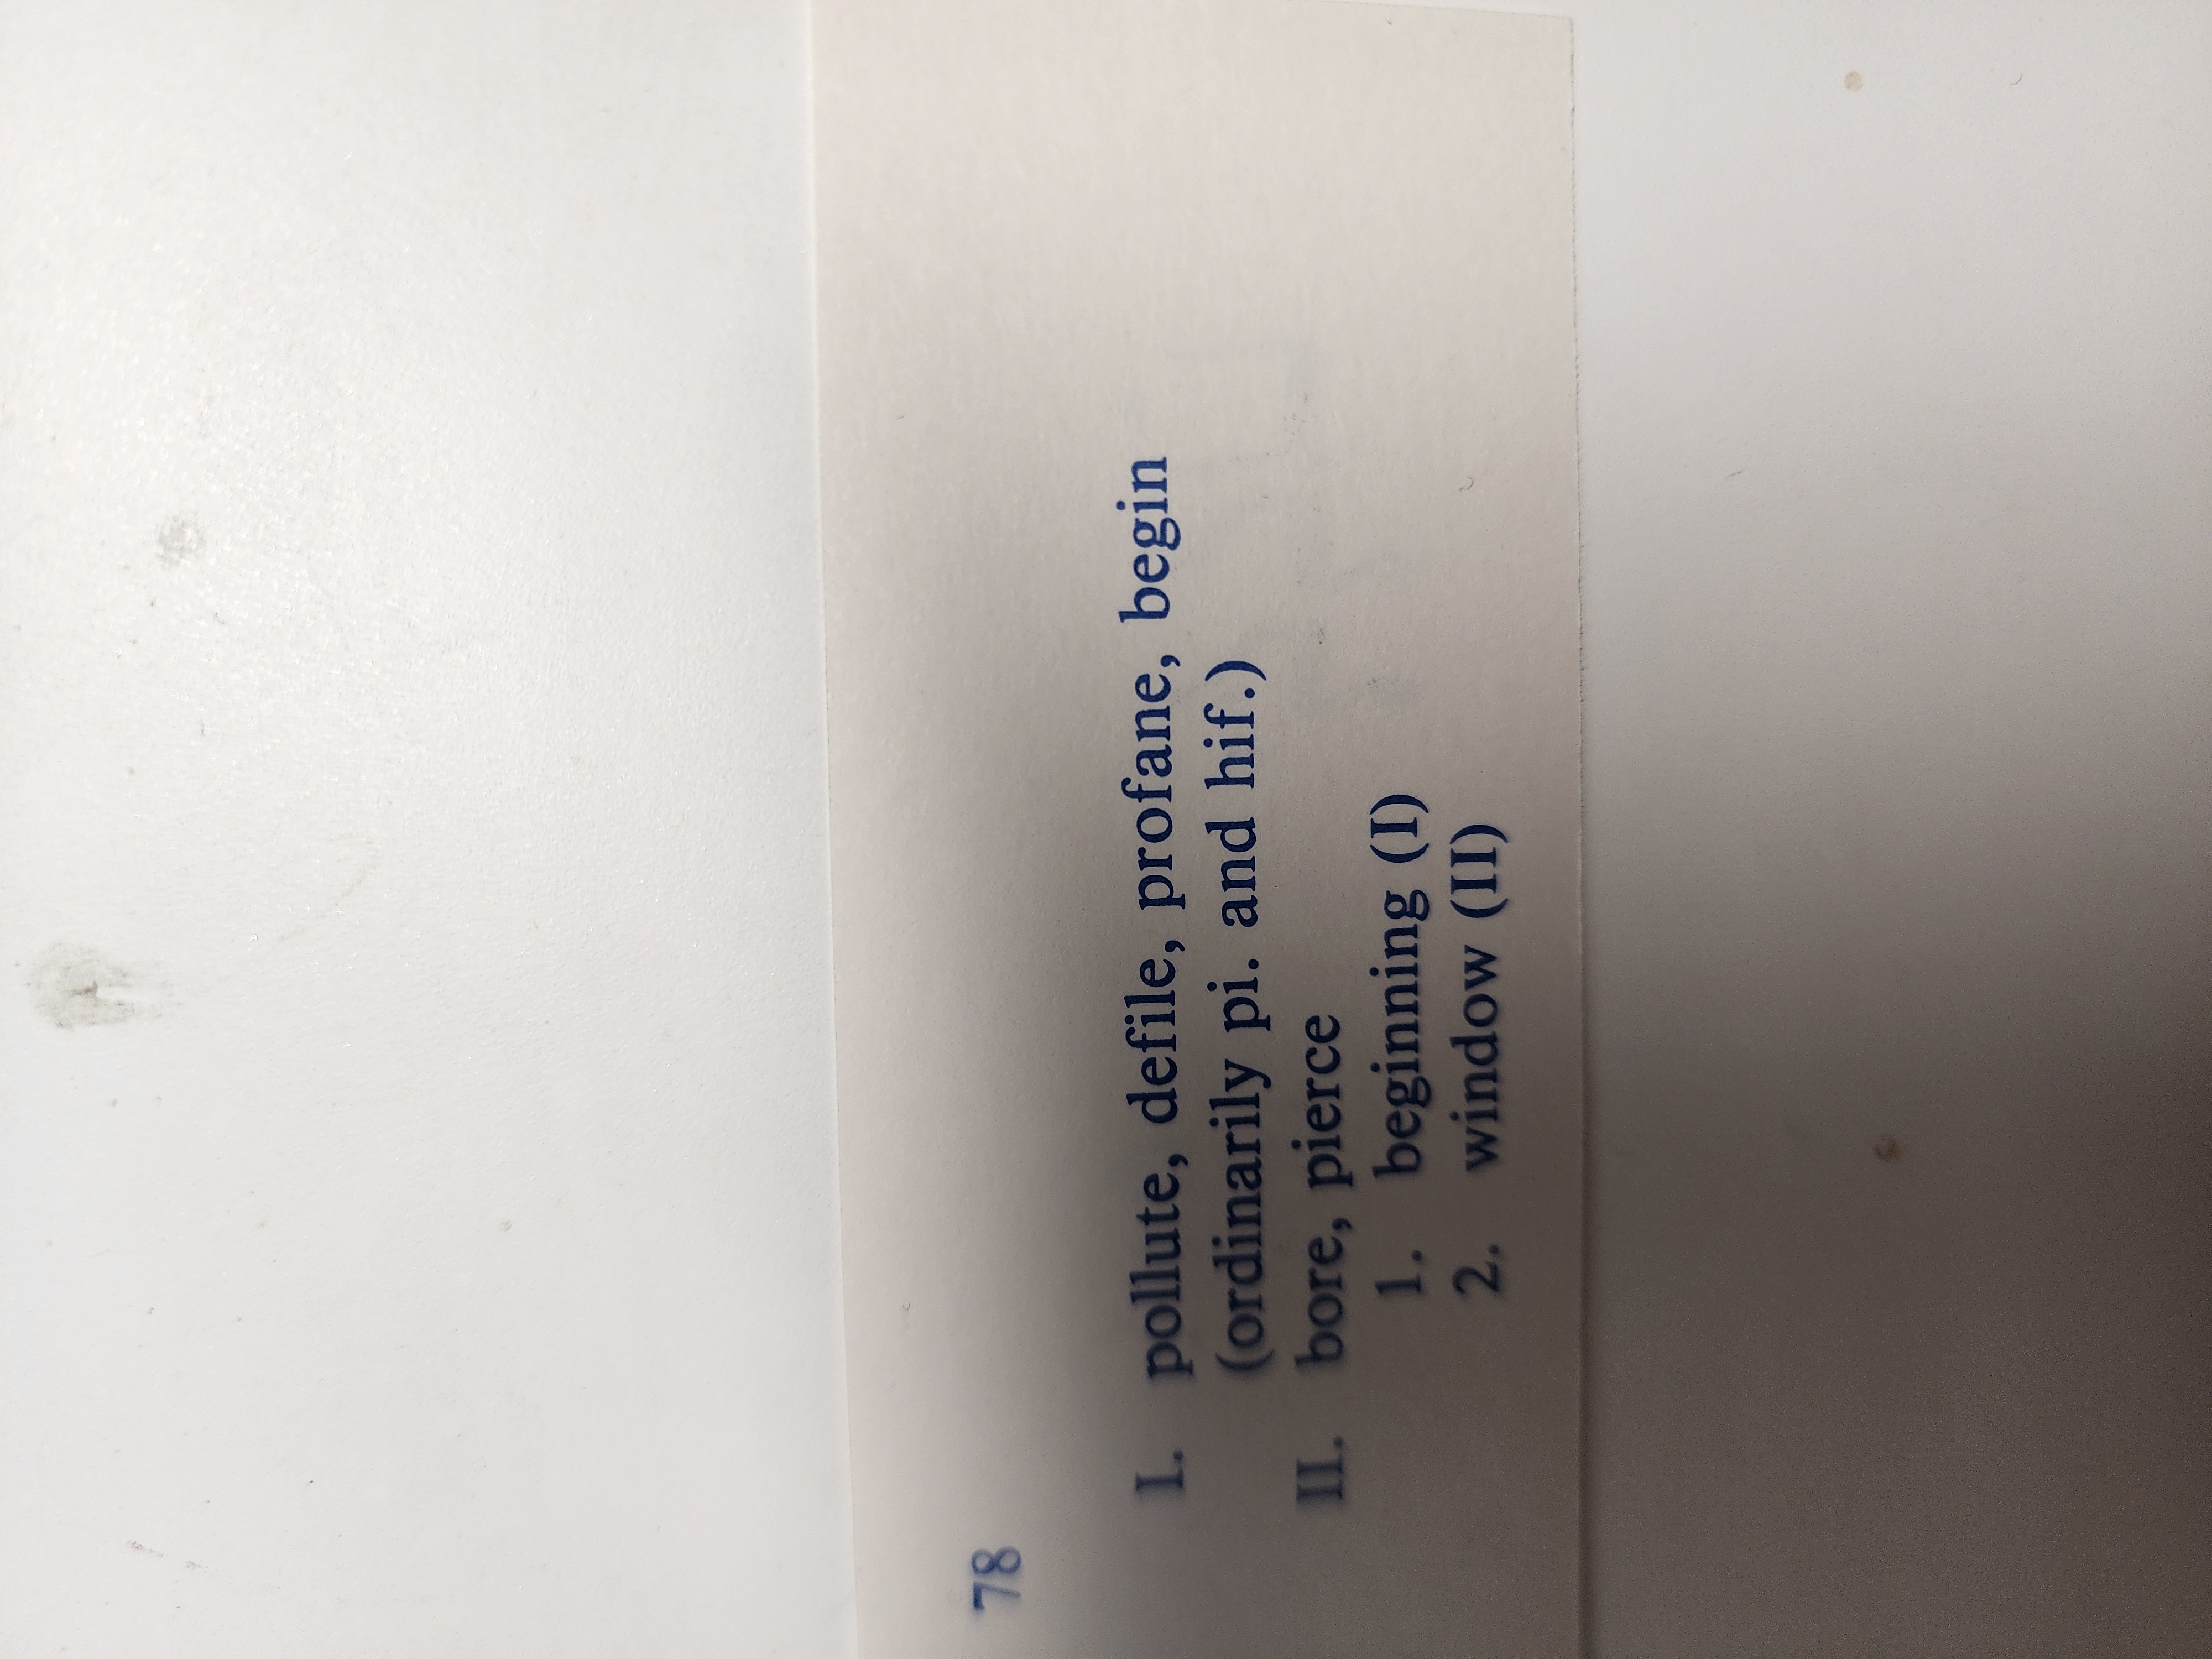 78
I. pollute, defile, profane, begin
(ordinarily pi. and hif.)
II. bore, pierce
1. beginning (I)
2. window (II)